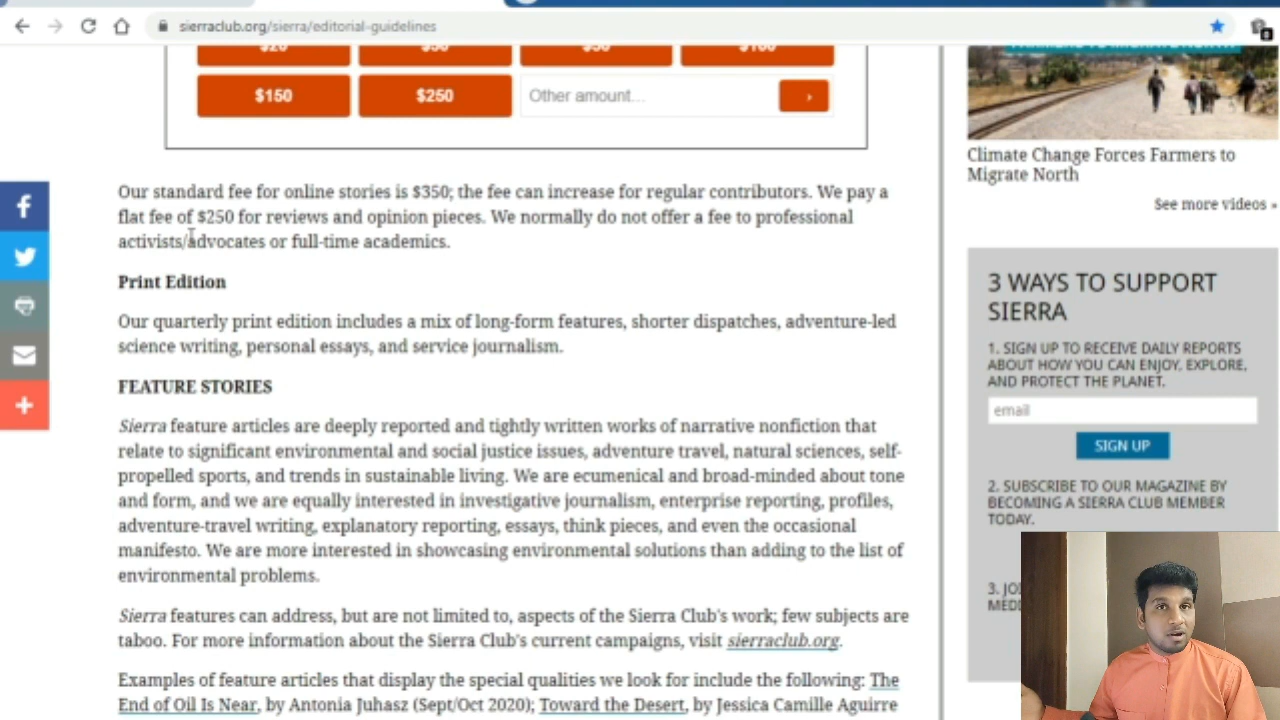 sierraclub.org/sierra/editorial-guidelines
$150
$250
Other amount...
Our standard fee for online stories is $350; the fee can increase for regular contributors. We pay a
flat fee of $250 for reviews and opinion pieces. We normally do not offer a fee to professional
activists/advocates or full-time academics.
Print Edition
Our quarterly print edition includes a mix of long-form features, shorter dispatches, adventure-led
science writing, personal essays, and service journalism.
FEATURE STORIES
Sierra feature articles are deeply reported and tightly written works of narrative nonfiction that
relate to significant environmental and social justice issues, adventure travel, natural sciences, self-
propelled sports, and trends in sustainable living. We are ecumenical and broad-minded about tone
and form, and we are equally interested in investigative journalism, enterprise reporting, profiles,
adventure-travel writing, explanatory reporting, essays, think pieces, and even the occasional
manifesto. We are more interested in showcasing environmental solutions than adding to the list of
environmental problems.
Sierra features can address, but are not limited to, aspects of the Sierra Club's work; few subjects are
taboo. For more information about the Sierra Club's current campaigns, visit sierraclub.org.
Examples of feature articles that display the special qualities we look for include the following: The
End of Oil Is Near, by Antonia Juhasz (Sept/Oct 2020); Toward the Desert, by Jessica Camille Aguirre
Climate Change Forces Farmers to
Migrate North
See more videos »
3 WAYS TO SUPPORT
SIERRA
1. SIGN UP TO RECEIVE DAILY REPORTS
ABOUT HOW YOU CAN ENJOY, EXPLORE,
AND PROTECT THE PLANET.
email
SIGN UP
2. SUBSCRIBE TO OUR MAGAZINE BY
BECOMING A SIERRA CLUB MEMBER
TODAY.
3.